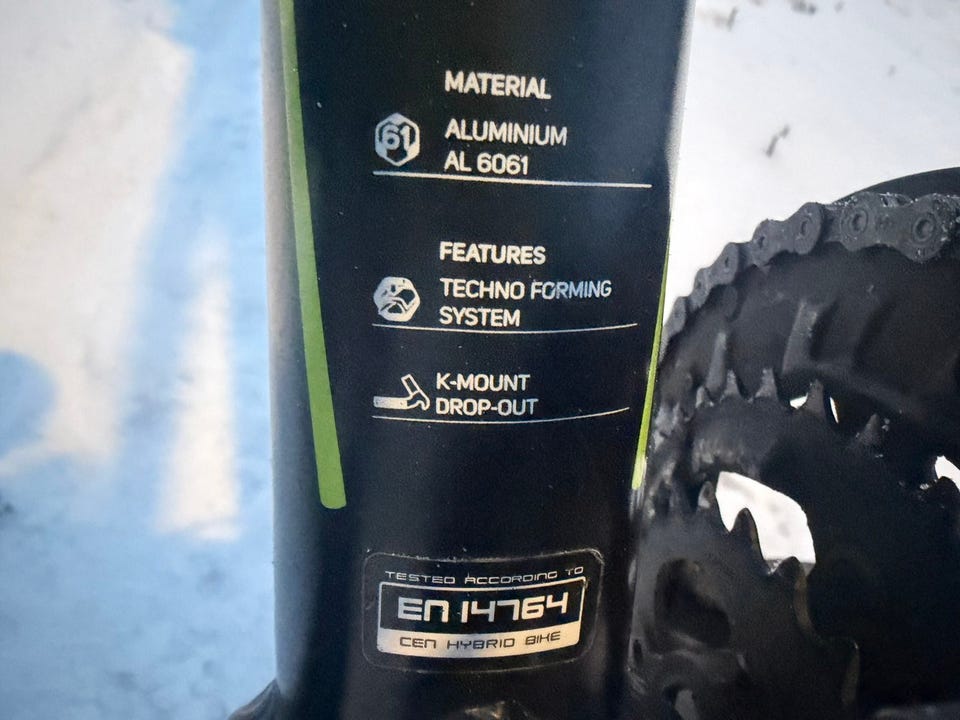 MATERIAL
61
ALUMINIUM
AL 6061
FEATURES
TECHNO FORMING
SYSTEM
K-MOUNT
DROP-OUT
TESTED ACCORDING TO
EN 14764
CEN HYBRID BIKE